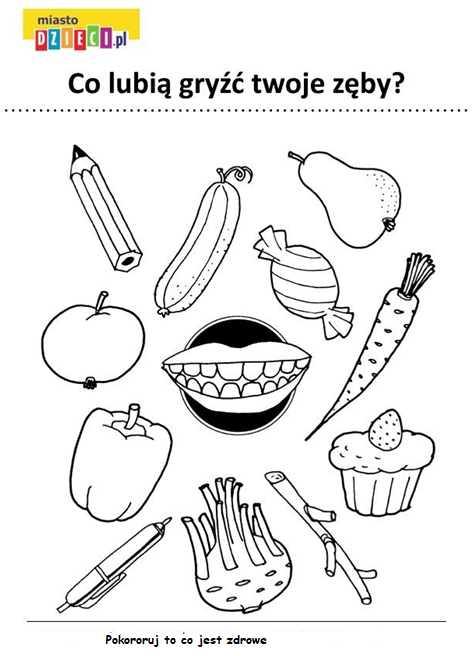 miasto
DZIECI.pl
Co lubią gryźć twoje zęby?
Pokororuj to co jest zdrowe